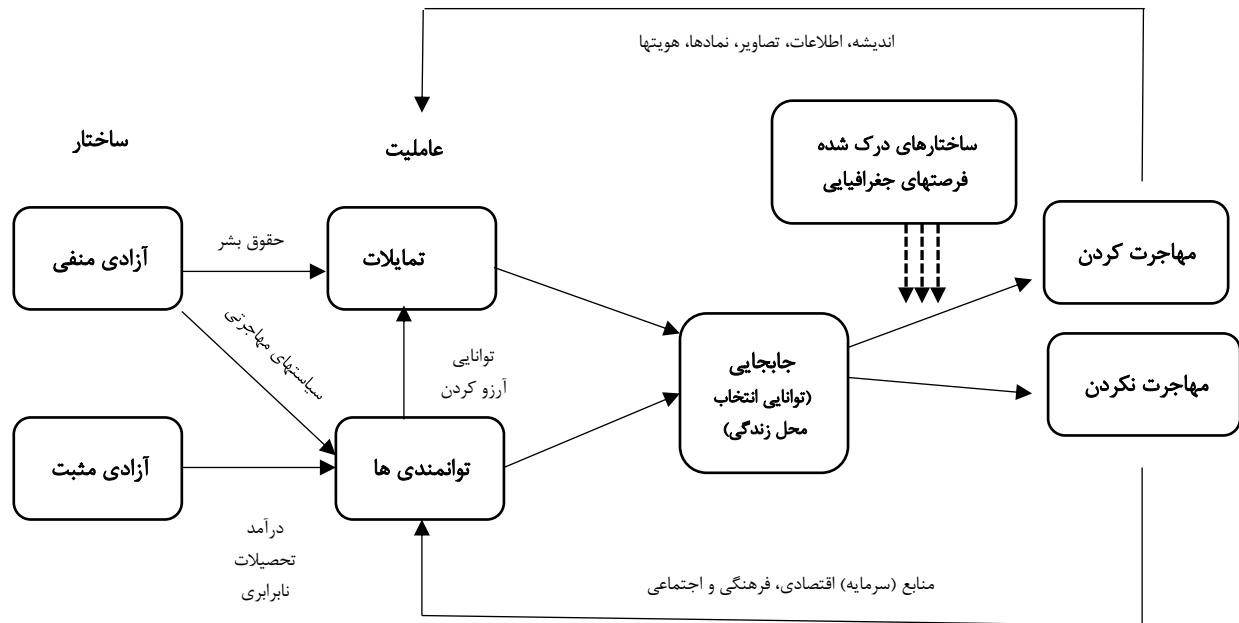 اندیشه، اطلاعات، تصاویر، نمادها، هویتها
ساختار
عاملیت
ساختارهای درک شده
فرصتهای جغرافیایی
آزادی منفی
حقوق بشر
تمایلات
مهاجرت کردن
سیاستهای مهاجرتی
توانایی
آرزو کردن
جابجایی
(توانایی انتخاب
محل زندگی)
مهاجرت نکردن
آزادی مثبت
توانمندی ها
درآمد
تحصیلات
نابرابری
منابع (سرمایه) اقتصادی، فرهنگی و اجتماعی